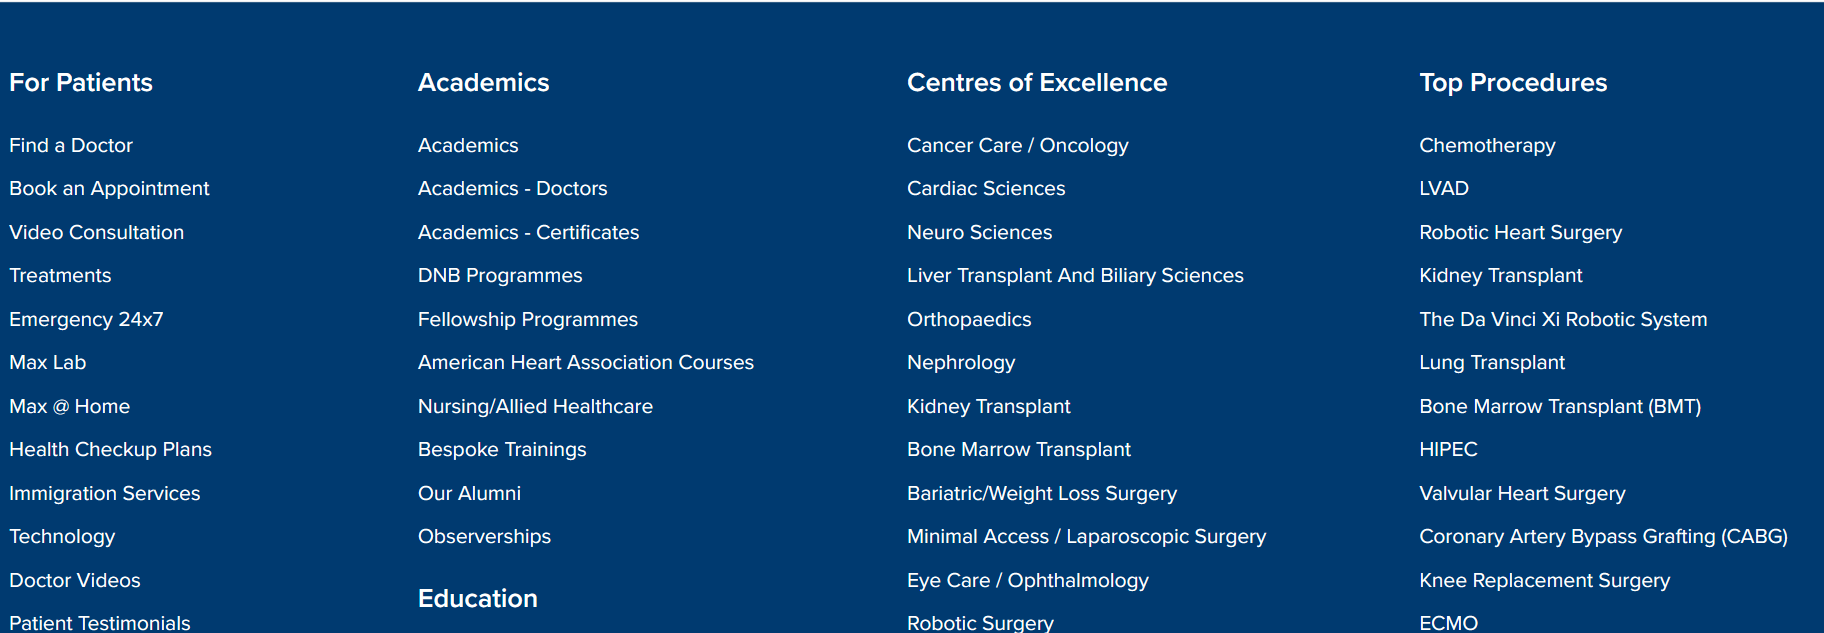 For Patients
Find a Doctor
Book an Appointment
Video Consultation
Treatments
Emergency 24x7
Max Lab
Max @ Home
Health Checkup Plans
Immigration Services
Technology
Doctor Videos
Patient Testimonials
Academics
Academics
Academics - Doctors
Academics - Certificates
DNB Programmes
Fellowship Programmes
American Heart Association Courses
Nursing/Allied Healthcare
Bespoke Trainings
Our Alumni
Observerships
Education
Centres of Excellence
Cancer Care / Oncology
Cardiac Sciences
Neuro Sciences
Liver Transplant And Biliary Sciences
Orthopaedics
Nephrology
Kidney Transplant
Bone Marrow Transplant
Bariatric/Weight Loss Surgery
Minimal Access / Laparoscopic Surgery
Eye Care / Ophthalmology
Robotic Surgery
Top Procedures
Chemotherapy
LVAD
Robotic Heart Surgery
Kidney Transplant
The Da Vinci Xi Robotic System
Lung Transplant
Bone Marrow Transplant (BMT)
HIPEC
Valvular Heart Surgery
Coronary Artery Bypass Grafting (CABG)
Knee Replacement Surgery
ECMO